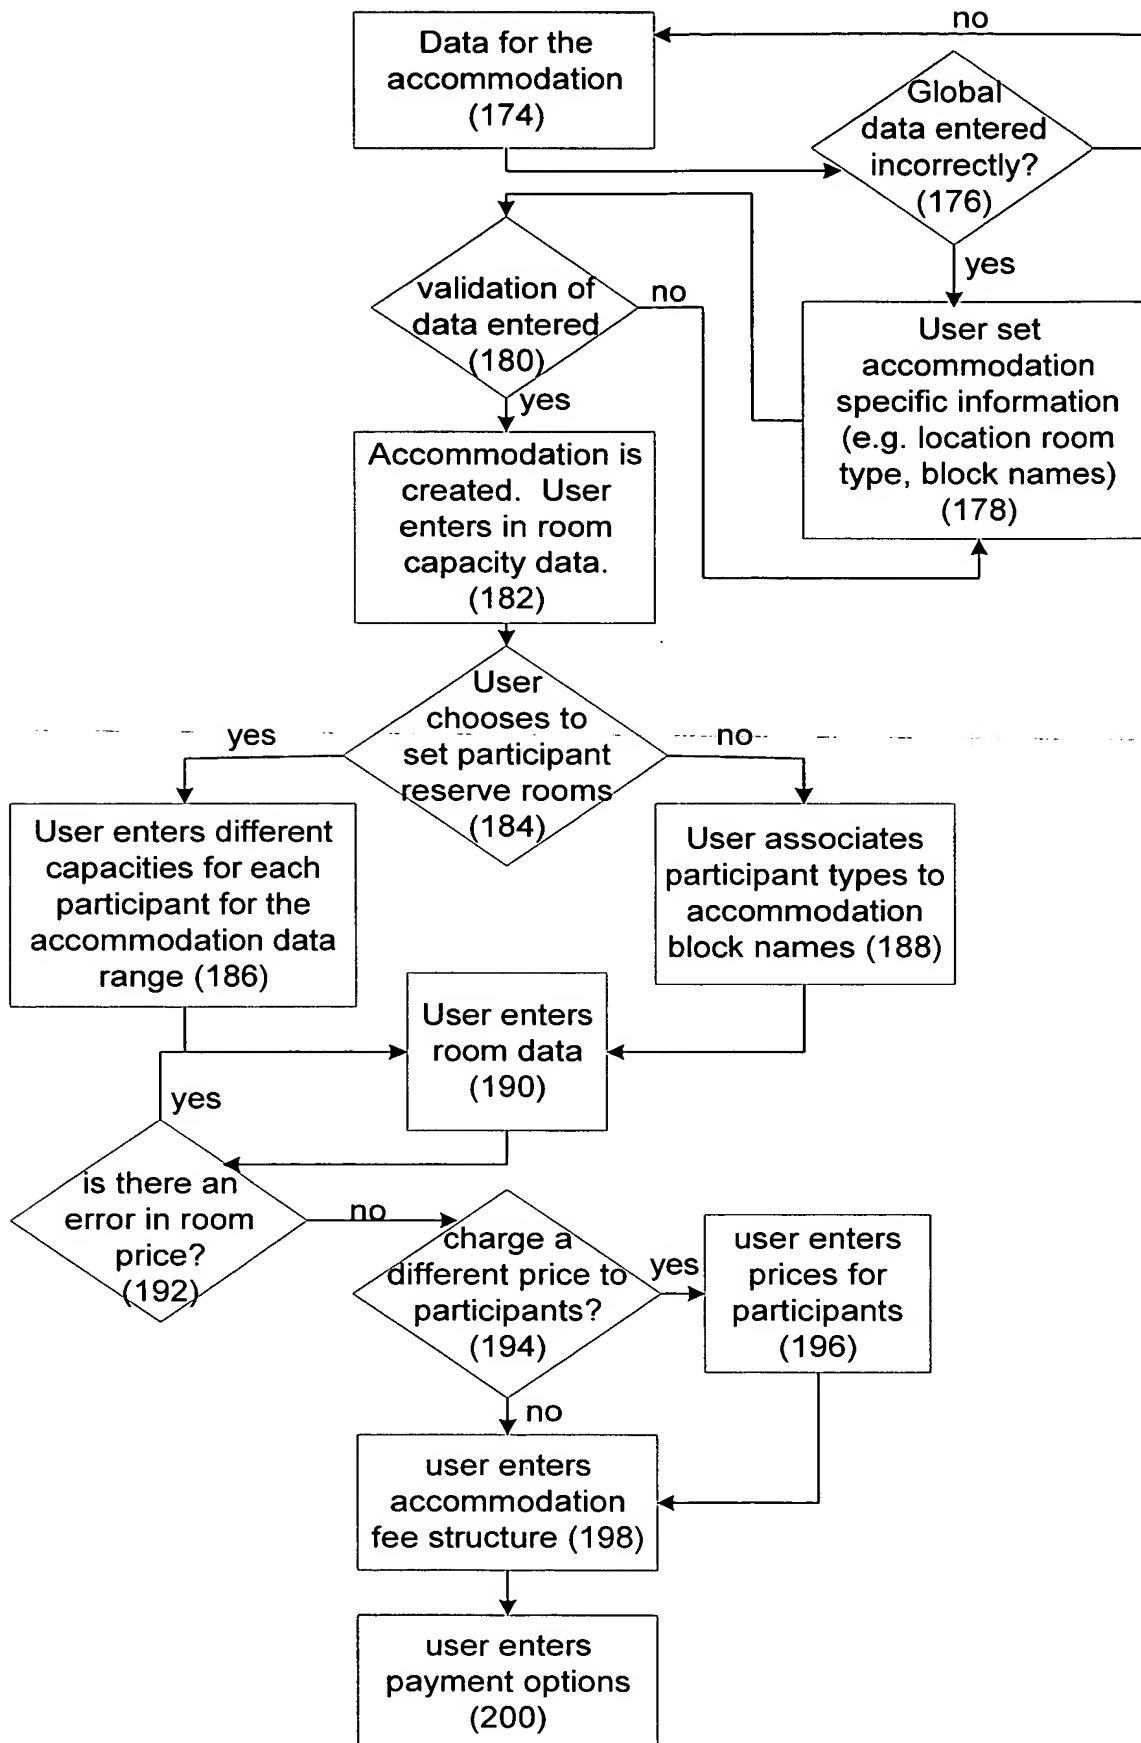 no
Data for the
accommodation
(174)
Global
data entered
incorrectly?
(176)
yes
validation of
data entered
(180)
no
yes
User set
accommodation
specific information
(e.g. location room
type, block names)
(178)
Accommodation is
created. User
enters in room
capacity data.
(182)
User
chooses to
set participant
reserve rooms
(184)
yes
no
User enters different
capacities for each
participant for the
accommodation data
range (186)
User associates
participant types to
accommodation
block names (188)
User enters
room data
(190)
yes
is there an
error in room
price?
(192)
no
charge a
different price to
participants?
(194)
yes
user enters
prices for
participants
(196)
no
user enters
accommodation
fee structure (198)
user enters
payment options
(200)